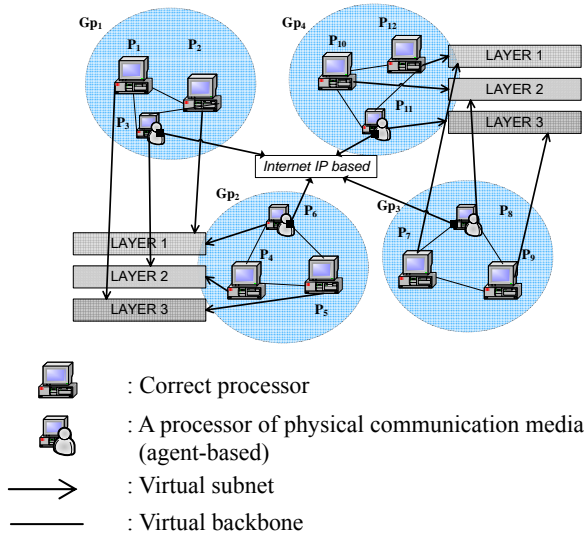 Gp1
P1
P2
P3
Gp4
P12
P10
P11
LAYER 1
LAYER 2
LAYER 3
Internet IP based
Gp2
P6
P4
P5
LAYER 1
LAYER 2
LAYER 3
Gp3
P8
P7
P9
: Correct processor
: A processor of physical communication media
(agent-based)
: Virtual subnet
: Virtual backbone